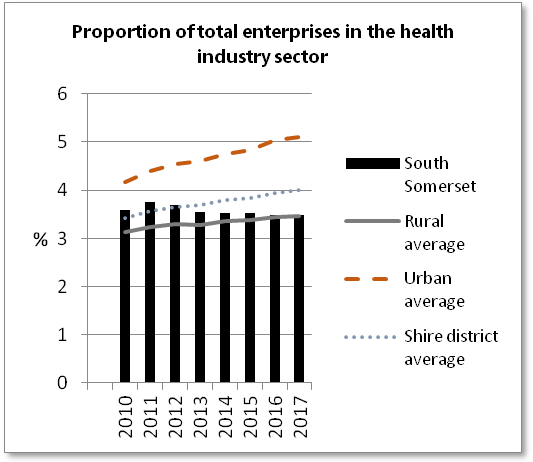 Proportion of total enterprises in the health
industry sector
6
5
4
3
2
1
0
%
2010
2011
2012
2013
2014
2015
2016
2017
South
Somerset
Rural
average
Urban
average
Shire district
average